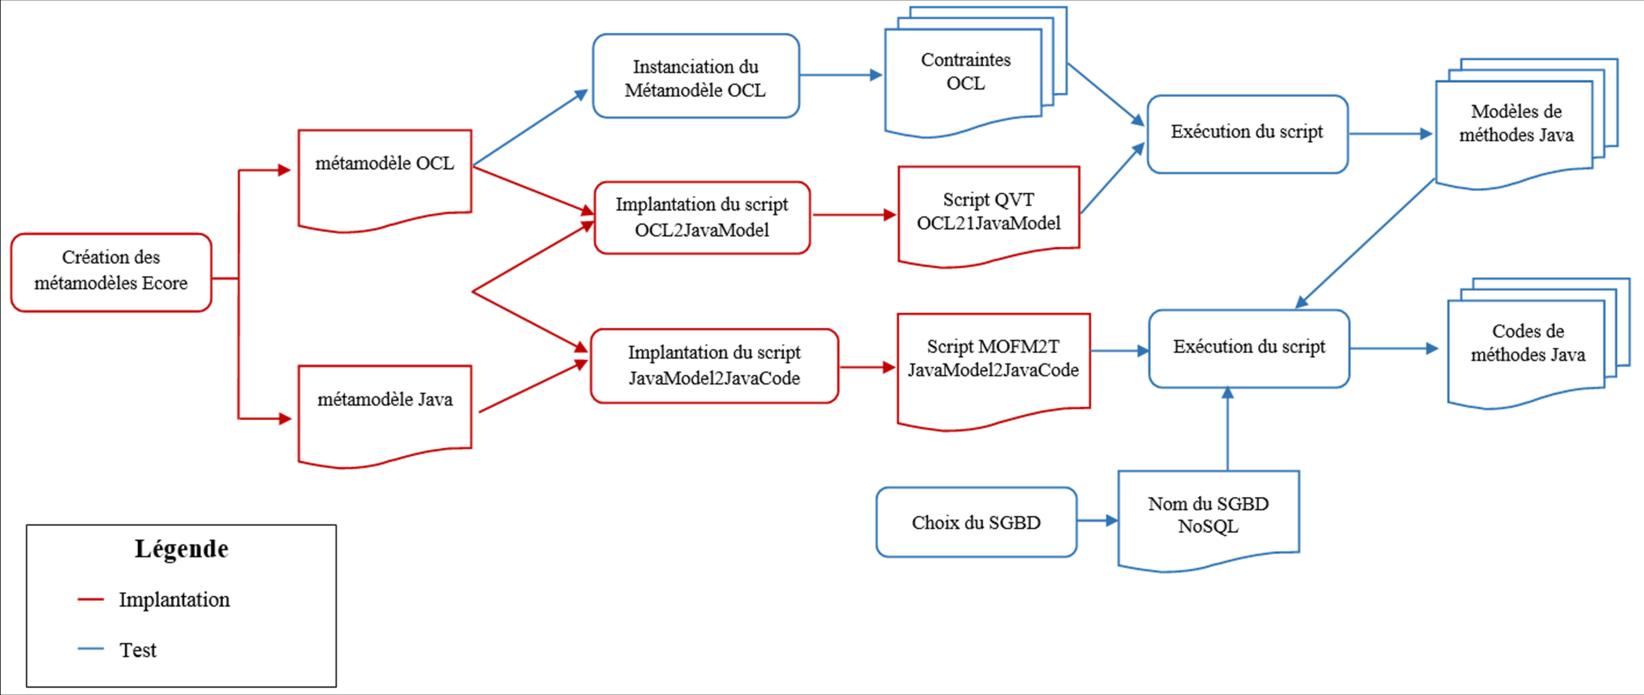 Instanciation du
Métamodèle OCL
Contraintes
OCL
Exécution du script
Modèles de
méthodes Java
métamodèle OCL
Implantation du script
OCL2JavaModel
Script QVT
OCL21JavaModel
Création des
métamodèles Ecore
métamodèle Java
Implantation du script
JavaModel2JavaCode
Script MOFM2T
JavaModel2JavaCode
Exécution du script
Codes de
méthodes Java
Choix du SGBD
Nom du SGBD
NoSQL
Légende
Implantation
Test